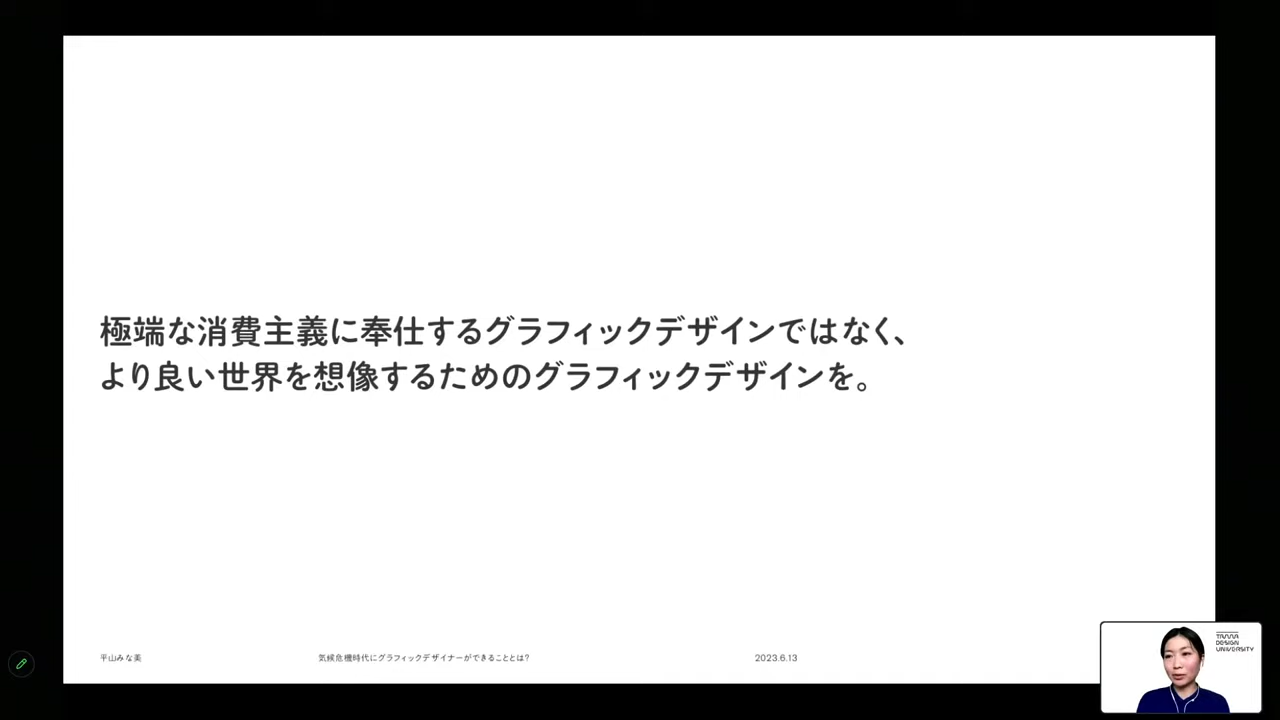 極端な消費主義に奉仕するグラフィックデザインではなく、
より良い世界を想像するためのグラフィックデザインを。
平山みな美
気候危機時代にグラフィックデザイナーができることとは?
2023.6.13
TAMA
DESIGN
UNIVERSITY